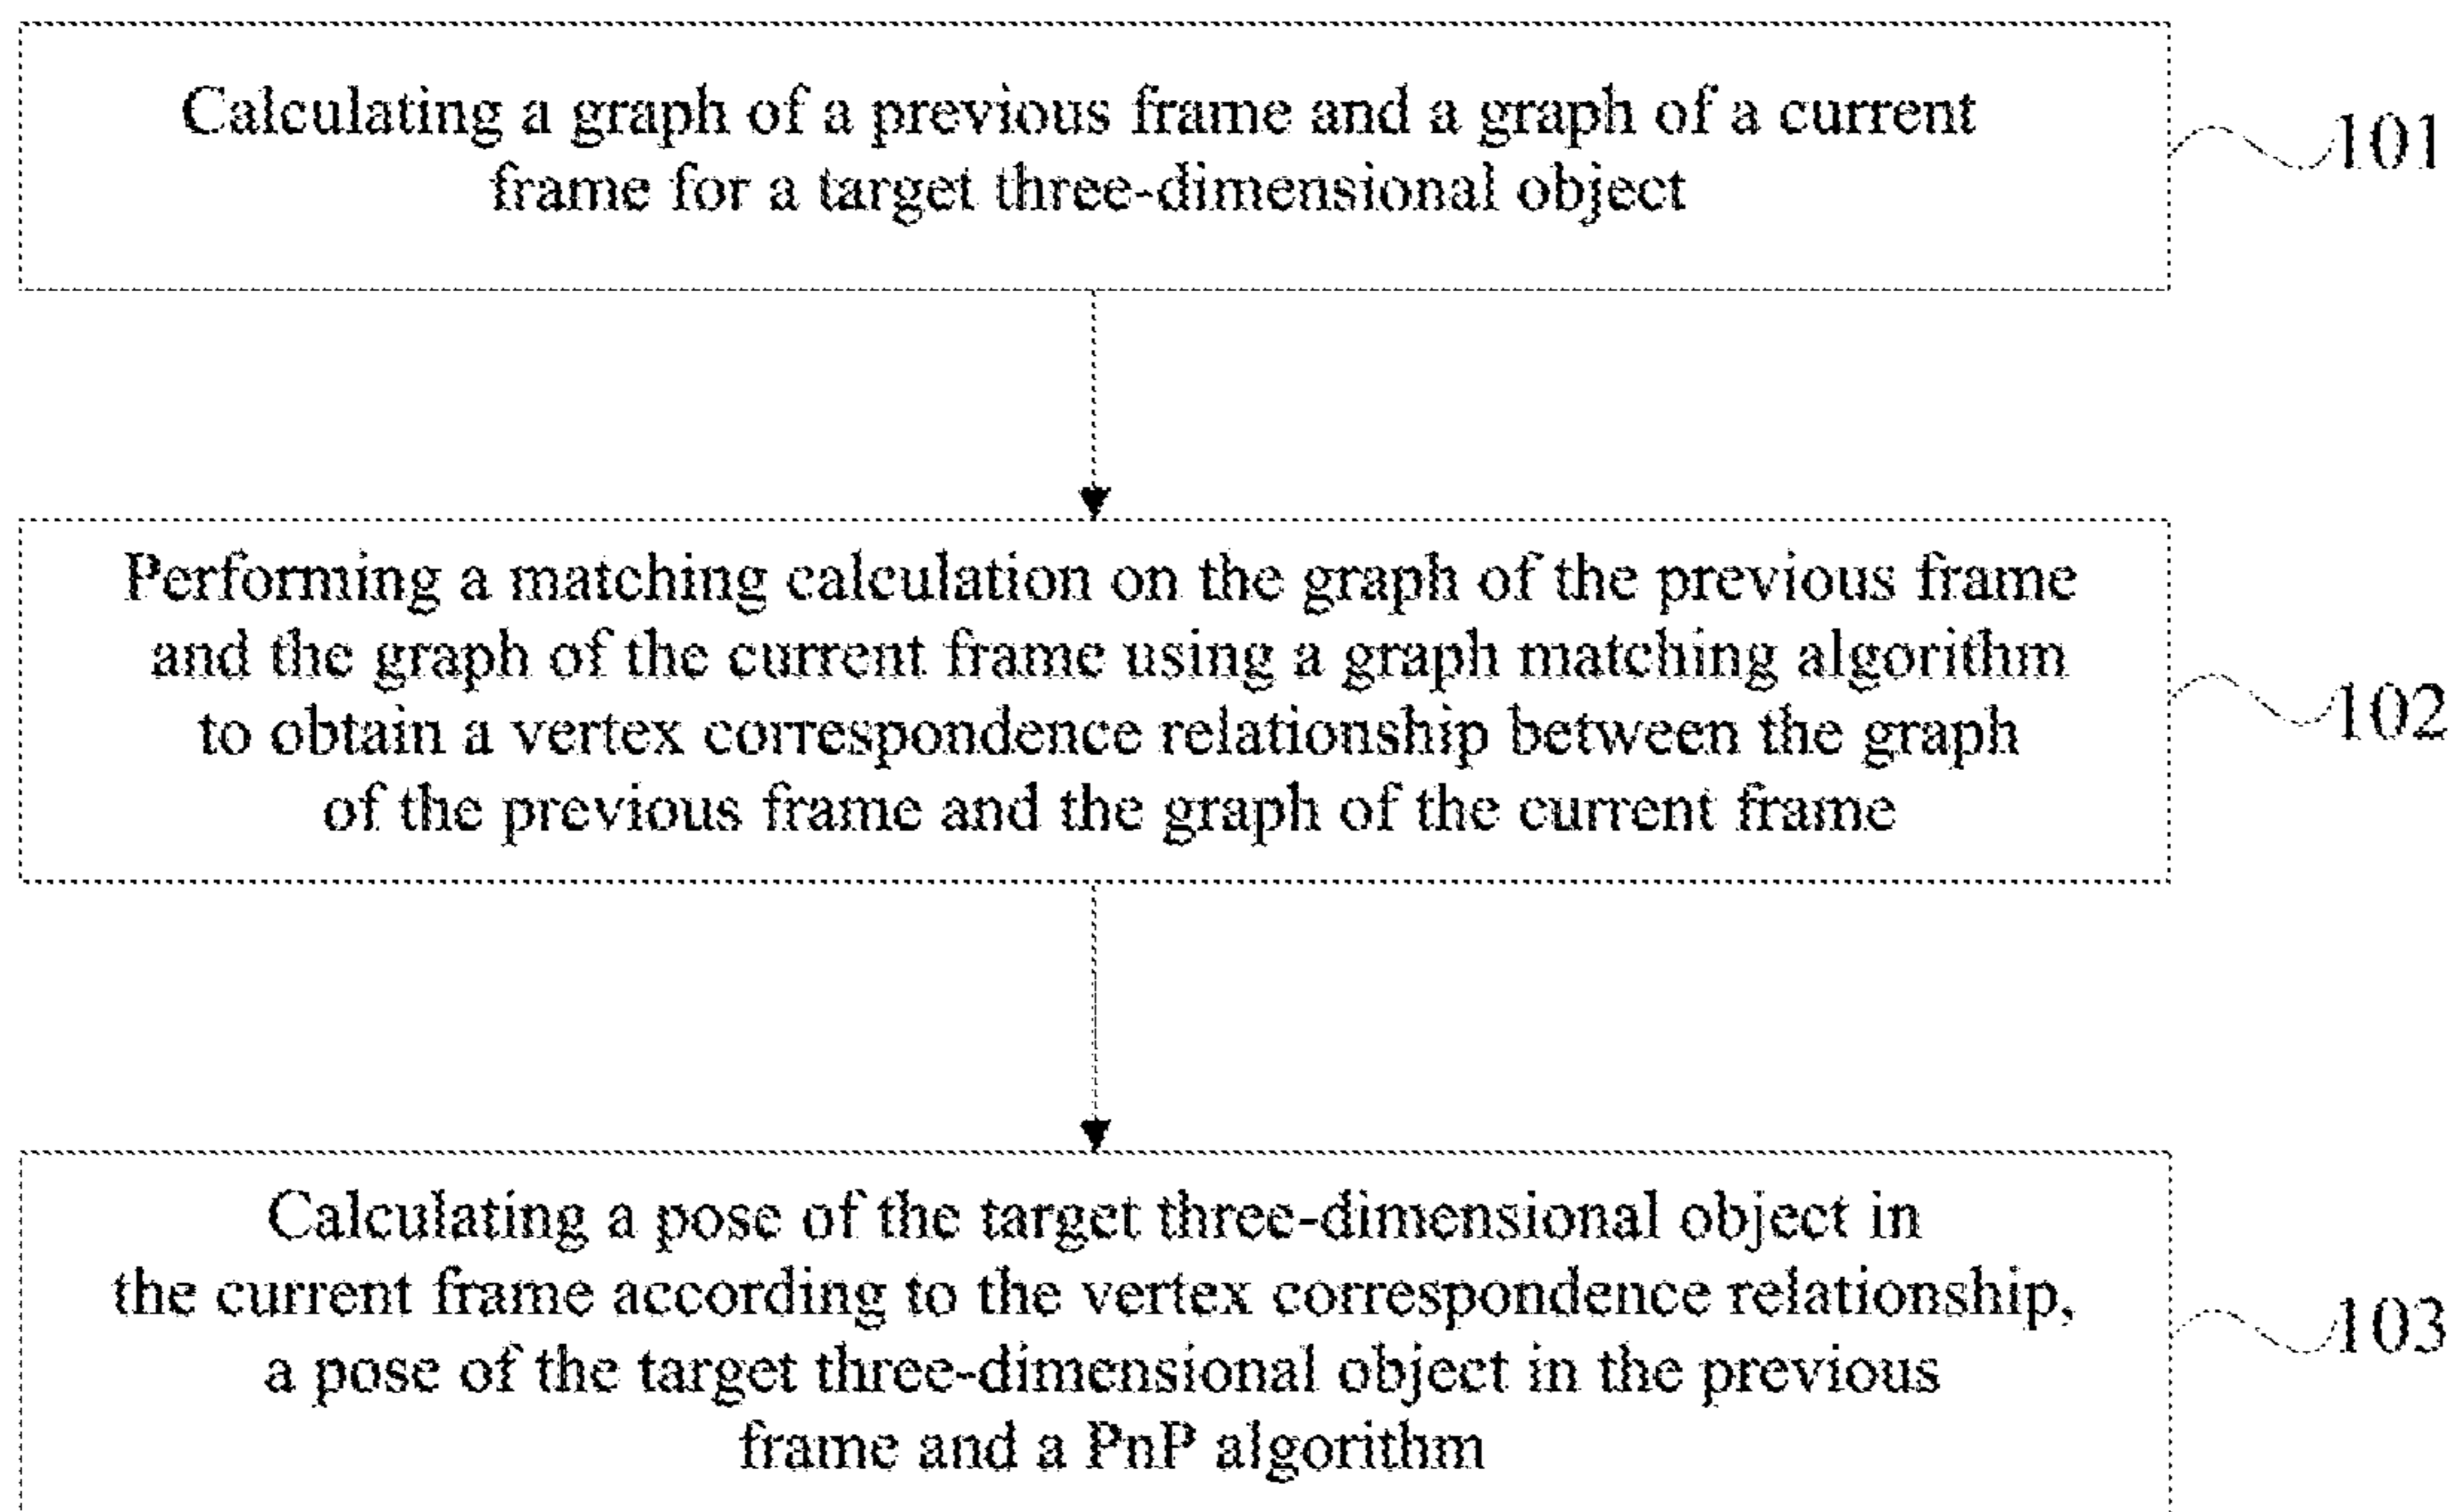 Calculating a graph of a previous frame and a graph of a current
frame for a target three-dimensional object
101
Performing a matching calculation on the graph of the previous frame
and the graph of the current frame using a graph matching algorithm
to obtain a vertex correspondence relationship between the graph
of the previous frame and the graph of the current frame
102
Calculating a pose of the target three-dimensional object in
the current frame according to the vertex correspondence relationship,
a pose of the target three-dimensional object in the previous
frame and a PnP algorithm
103